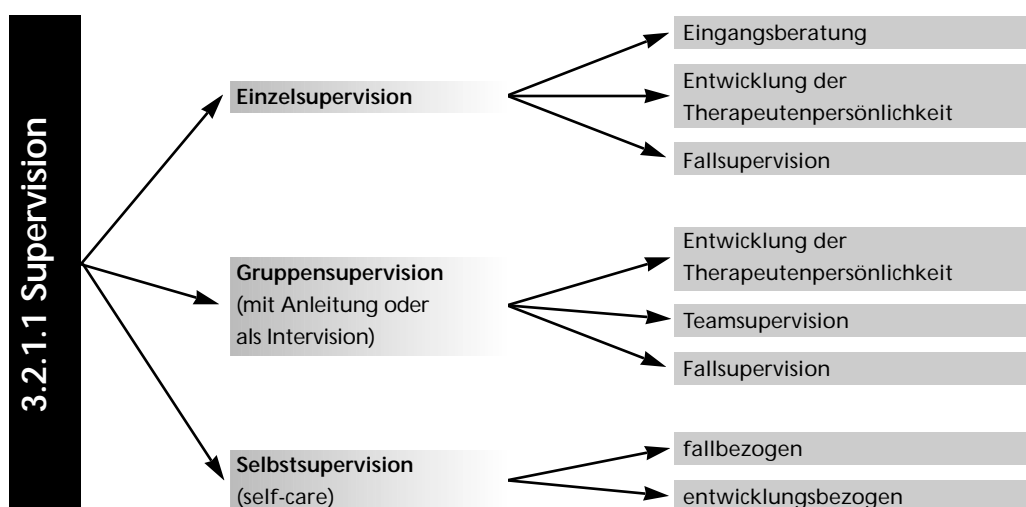 3.2.1.1 Supervision
Einzelsupervision
Eingangsberatung
Entwicklung der
Therapeutenpersönlichkeit
Fallsupervision
Gruppensupervision
(mit Anleitung oder
als Intervision)
Entwicklung der
Therapeutenpersönlichkeit
Teamsupervision
Fallsupervision
Selbstsupervision
(self-care)
fallbezogen
entwicklungsbezogen